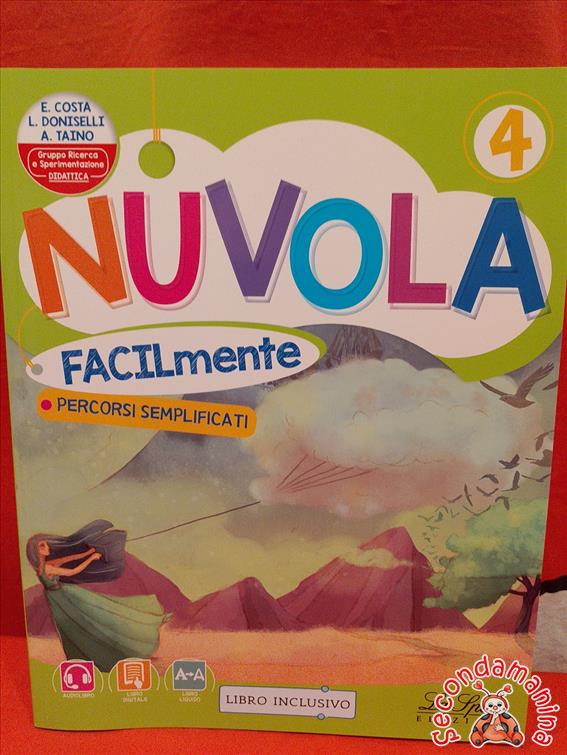 E. COSTA
L. DONISELLI
A. TAINO
Gruppo Ricerca
e Sperimentazione
DIDATTICA
4
NUVOLA
FACILmente
PERCORSI SEMPLIFICATI
AUDIOLIBRO
LIBRO
DIGITALE
A→A
LIBRO
LIQUIDO
LIBRO INCLUSIVO
secondamanina